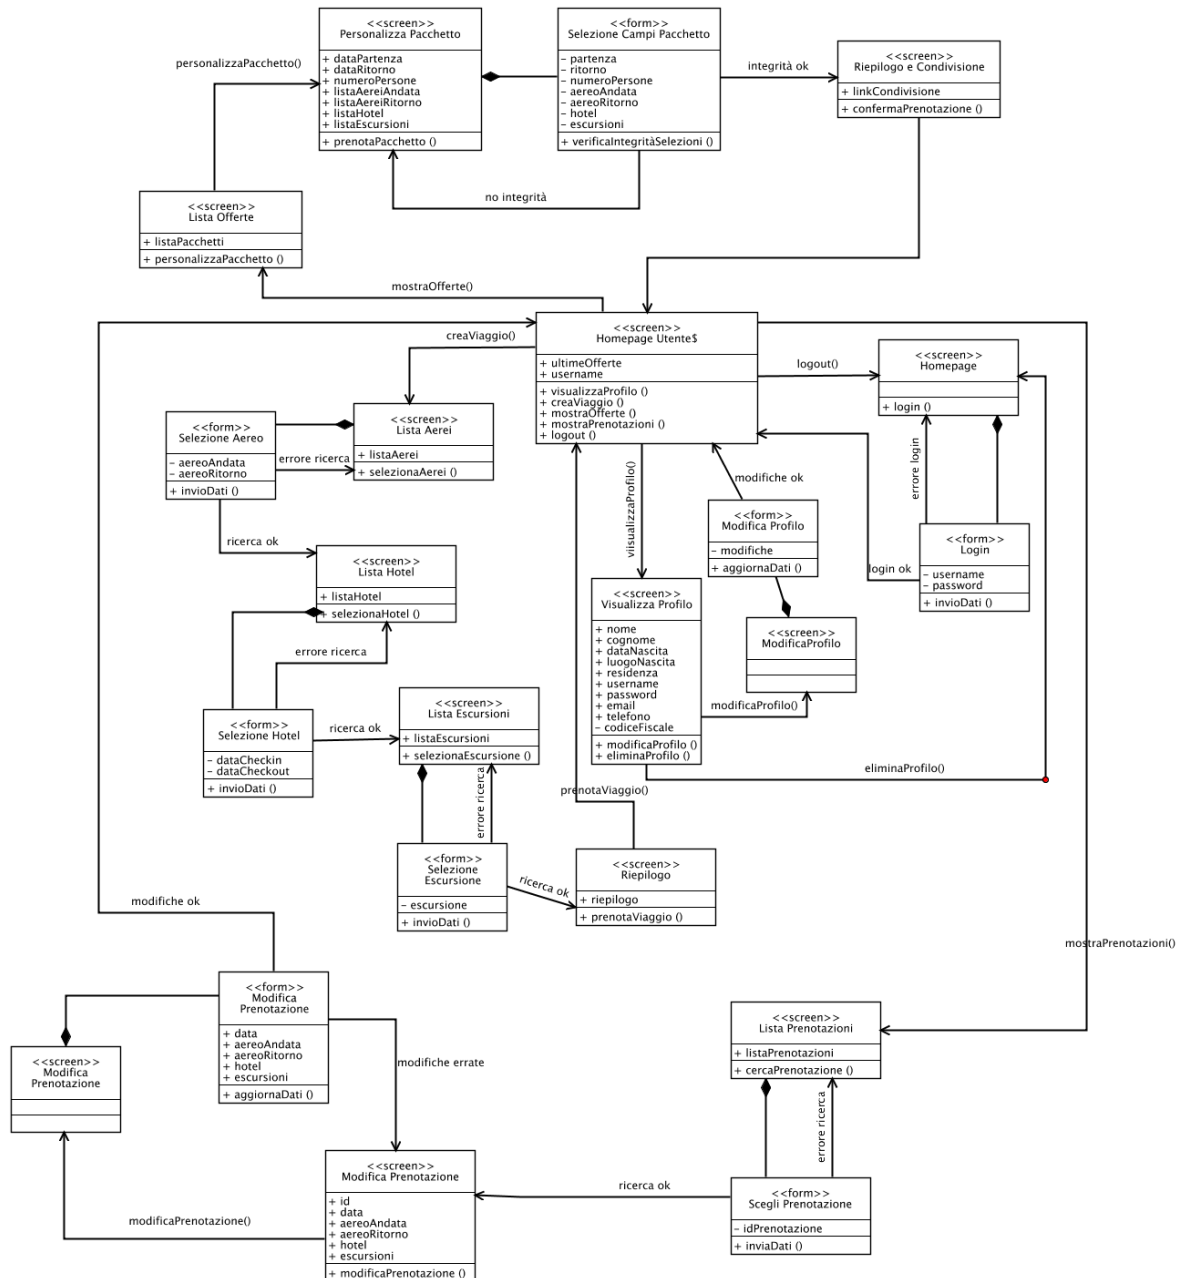 <<screen>>
Personalizza Pacchetto
+ dataPartenza
+ dataRitorno
+ numeroPersone
+ listaAereiAndata
+ listaAereiRitorno
+ listaHotel
+ listaEscursioni
+ prenotaPacchetto ()
<<form>>
Selezione Campi Pacchetto
– partenza
– ritorno
– numeroPersone
– aereoAndata
– aereoRitorno
– hotel
– escursioni
+ verificaIntegritàSelezioni ()
integrità ok
<<screen>>
Riepilogo e Condivisione
+ linkCondivisione
+ confermaPrenotazione ()
personalizzaPacchetto()
no integrità
<<screen>>
Lista Offerte
+ listaPacchetti
+ personalizzaPacchetto ()
mostraOfferte()
<<screen>>
Homepage Utente$
+ ultimeOfferte
+ username
+ visualizzaProfilo ()
+ creaViaggio ()
+ mostraOfferte ()
+ mostraPrenotazioni ()
+ logout ()
creaViaggio()
logout()
<<screen>>
Homepage
+ login ()
<<form>>
Selezione Aereo
– aereoAndata
– aereoRitorno
+ invioDati ()
errore ricerca
<<screen>>
Lista Aerei
+ listaAerei
+ selezionaAerei ()
ricerca ok
viisualizzaProfilo()
modifiche ok
errore login
<<form>>
Modifica Profilo
– modifiche
+ aggiornaDati ()
login ok
<<form>>
Login
– username
– password
+ invioDati ()
<<screen>>
Lista Hotel
+ listaHotel
+ selezionaHotel ()
errore ricerca
<<screen>>
Visualizza Profilo
+ nome
+ cognome
+ dataNascita
+ luogoNascita
+ residenza
+ username
+ password
+ email
+ telefono
– codiceFiscale
+ modificaProfilo ()
+ eliminaProfilo ()
<<screen>>
ModificaProfilo
modificaProfilo()
eliminaProfilo()
<<form>>
Selezione Hotel
– dataCheckin
– dataCheckout
+ invioDati ()
ricerca ok
<<screen>>
Lista Escursioni
+ listaEscursioni
+ selezionaEscursione ()
errore ricerca
prenotaViaggio()
<<form>>
Selezione
Escursione
– escursione
+ invioDati ()
ricerca ok
<<screen>>
Riepilogo
+ riepilogo
+ prenotaViaggio ()
modifiche ok
mostraPrenotazioni()
<<form>>
Modifica
Prenotazione
+ data
+ aereoAndata
+ aereoRitorno
+ hotel
+ escursioni
+ aggiornaDati ()
<<screen>>
Modifica
Prenotazione
modifiche errate
<<screen>>
Lista Prenotazioni
+ listaPrenotazioni
+ cercaPrenotazione ()
errore ricerca
<<screen>>
Modifica Prenotazione
+ id
+ data
+ aereoAndata
+ aereoRitorno
+ hotel
+ escursioni
+ modificaPrenotazione ()
modificaPrenotazione()
ricerca ok
<<form>>
Scegli Prenotazione
– idPrenotazione
+ inviaDati ()